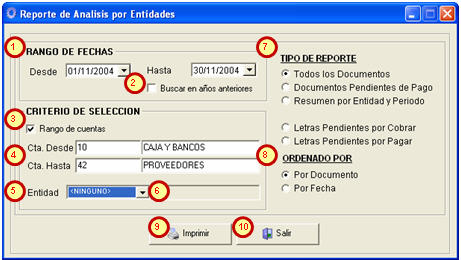 Reporte de Analisis por Entidades
1
RANGO DE FECHAS
Desde 01/11/2004 Hasta 30/11/2004
2
Buscar en años anteriores
3
CRITERIO DE SELECCION
Rango de cuentas
4
Cta. Desde 10 CAJA Y BANCOS
Cta. Hasta 42 PROVEEDORES
5 Entidad <NINGUNO> 6
7
TIPO DE REPORTE
Todos los Documentos
Documentos Pendientes de Pago
Resumen por Entidad y Periodo
Letras Pendientes por Cobrar
Letras Pendientes por Pagar
8
ORDENADO POR
Por Documento
Por Fecha
9 Imprimir
10 Salir